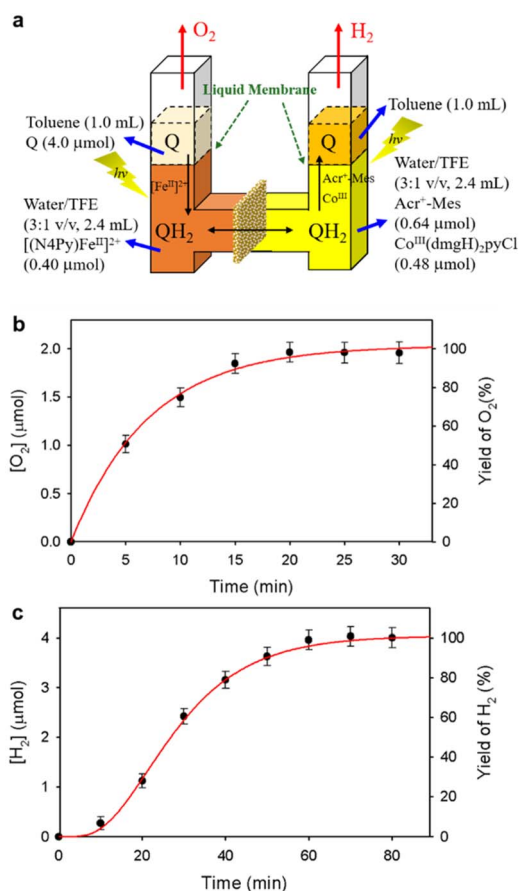 a
O₂
H₂
Liquid Membrane
Toluene (1.0 mL)
Q (4.0 μmol)
Q
Q
Toluene (1.0 mL)
hν
hν
[Feᴵᴵ]²⁺
Acr⁺-Mes
Coᴵᴵᴵ
Water/TFE
(3:1 v/v, 2.4 mL)
[(N4Py)Feᴵᴵ]²⁺
(0.40 μmol)
QH₂
QH₂
Water/TFE
(3:1 v/v, 2.4 mL)
Acr⁺-Mes
(0.64 μmol)
Coᴵᴵᴵ(dmgH)₂pyCl
(0.48 μmol)
b
[O₂] (μmol)
2.0
1.5
1.0
0.5
0.0
100
80
60
40
20
0
Yield of O₂(%)
0 5 10 15 20 25 30
Time (min)
c
[H₂] (μmol)
4
3
2
1
0
100
80
60
40
20
0
Yield of H₂ (%)
0 20 40 60 80
Time (min)